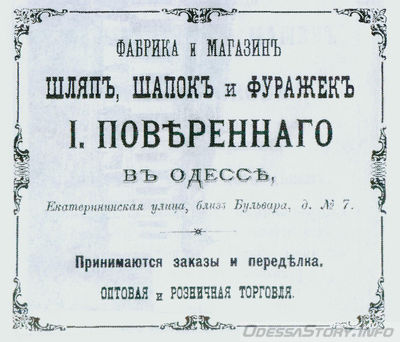 ФАБРИКА и МАГАЗИНЪ
ШЛЯПЪ, ШАПОКЪ и ФУРАЖЕКЪ
І. ПОВѢРЕННАГО
ВЪ ОДЕССѢ,
Екатерининская улица, близъ Бульвара, д. № 7.
Принимаются заказы и передѣлка.
ОПТОВАЯ и РОЗНИЧНАЯ ТОРГОВЛЯ.
ODESSASTORY.INFO